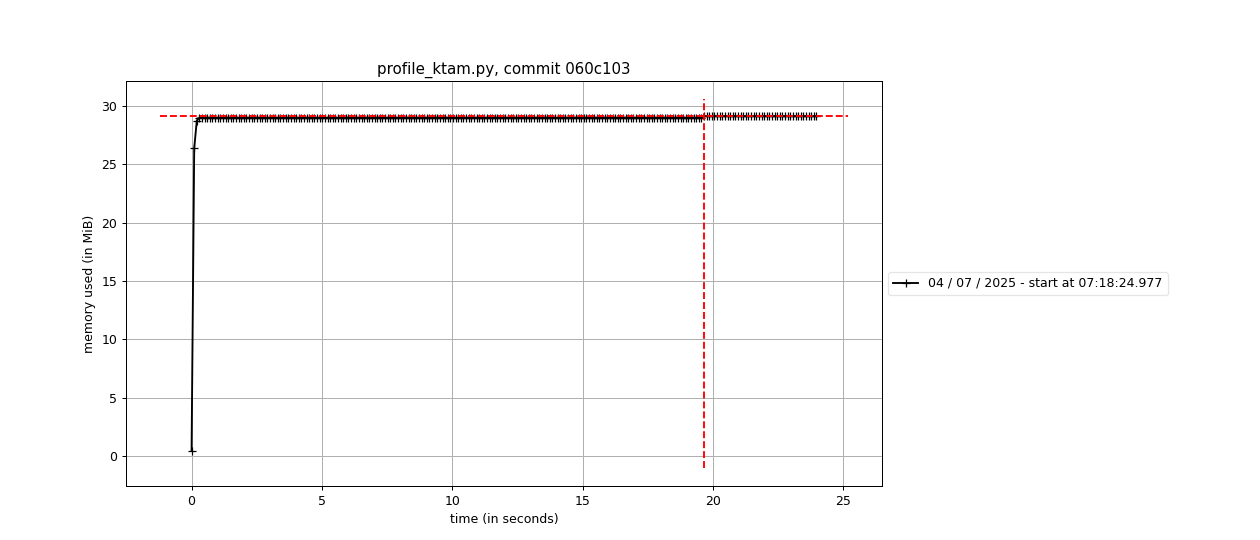 profile_ktam.py, commit 060c103
30
25
20
15
10
5
0
memory used (in MiB)
0 5 10 15 20 25
time (in seconds)
04 / 07 / 2025 - start at 07:18:24.977